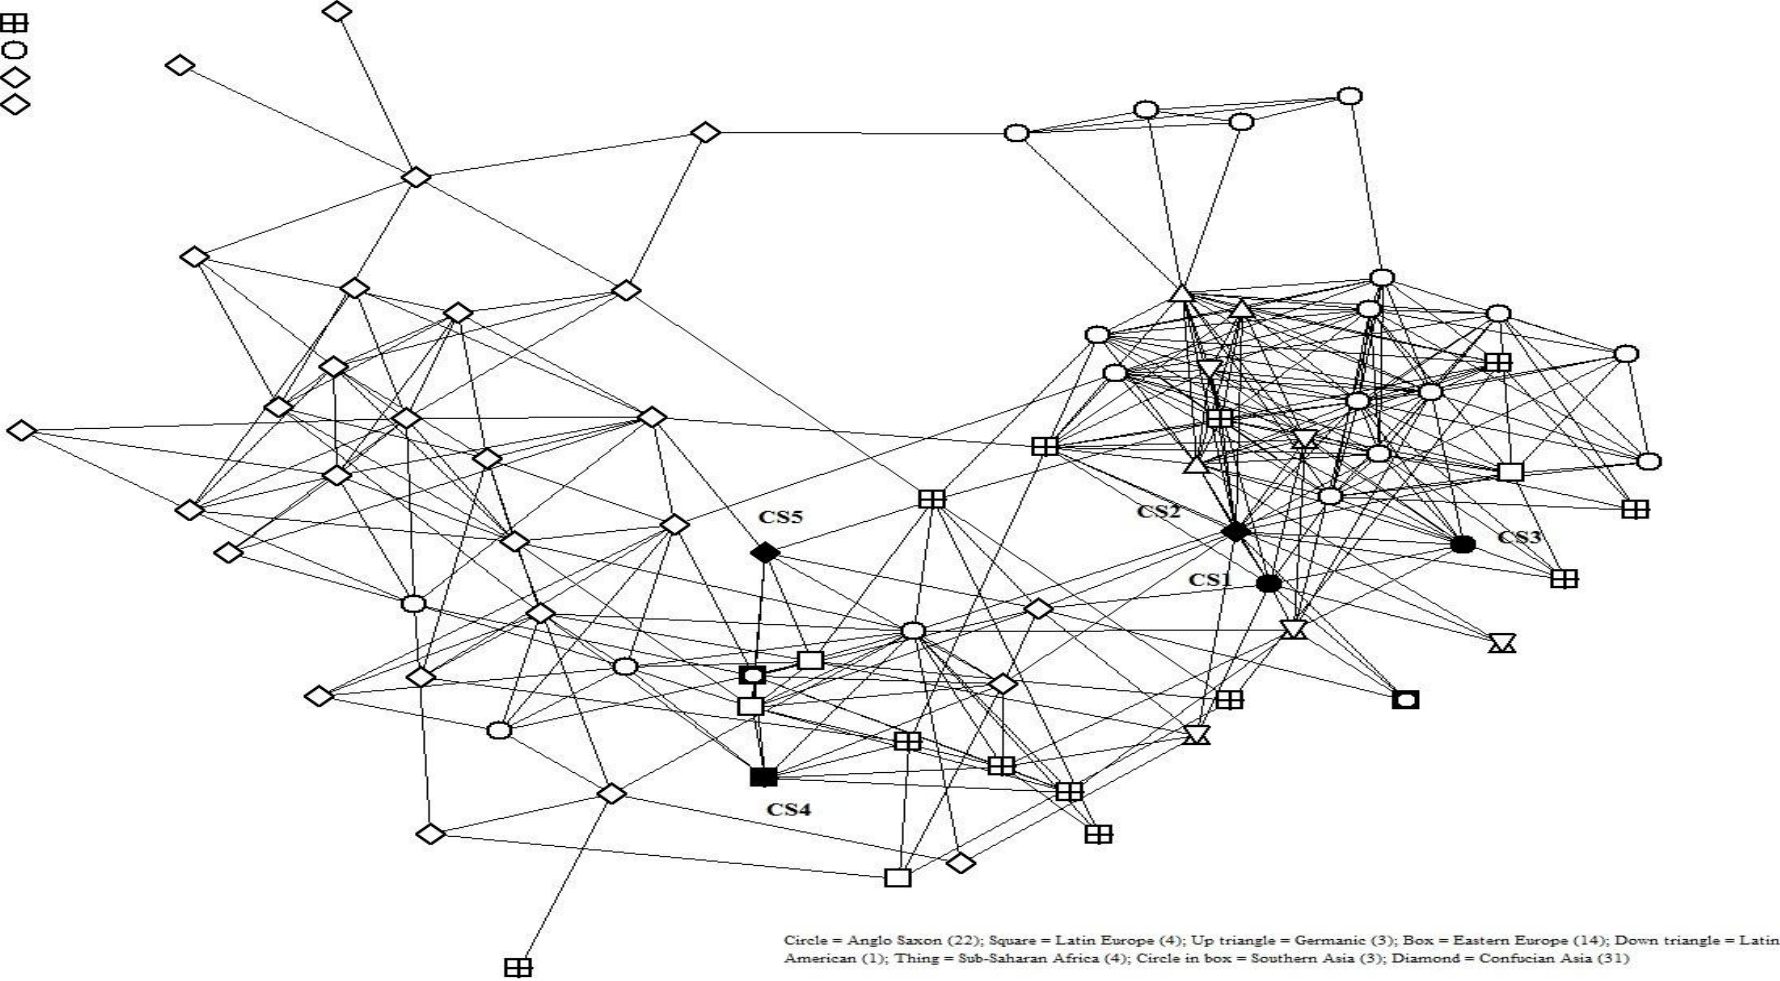 CS5
CS2
CS3
CS1
CS4
Circle = Anglo Saxon (22); Square = Latin Europe (4); Up triangle = Germanic (3); Box = Eastern Europe (14); Down triangle = Latin
American (1); Thing = Sub-Saharan Africa (4); Circle in box = Southern Asia (3); Diamond = Confucian Asia (31)